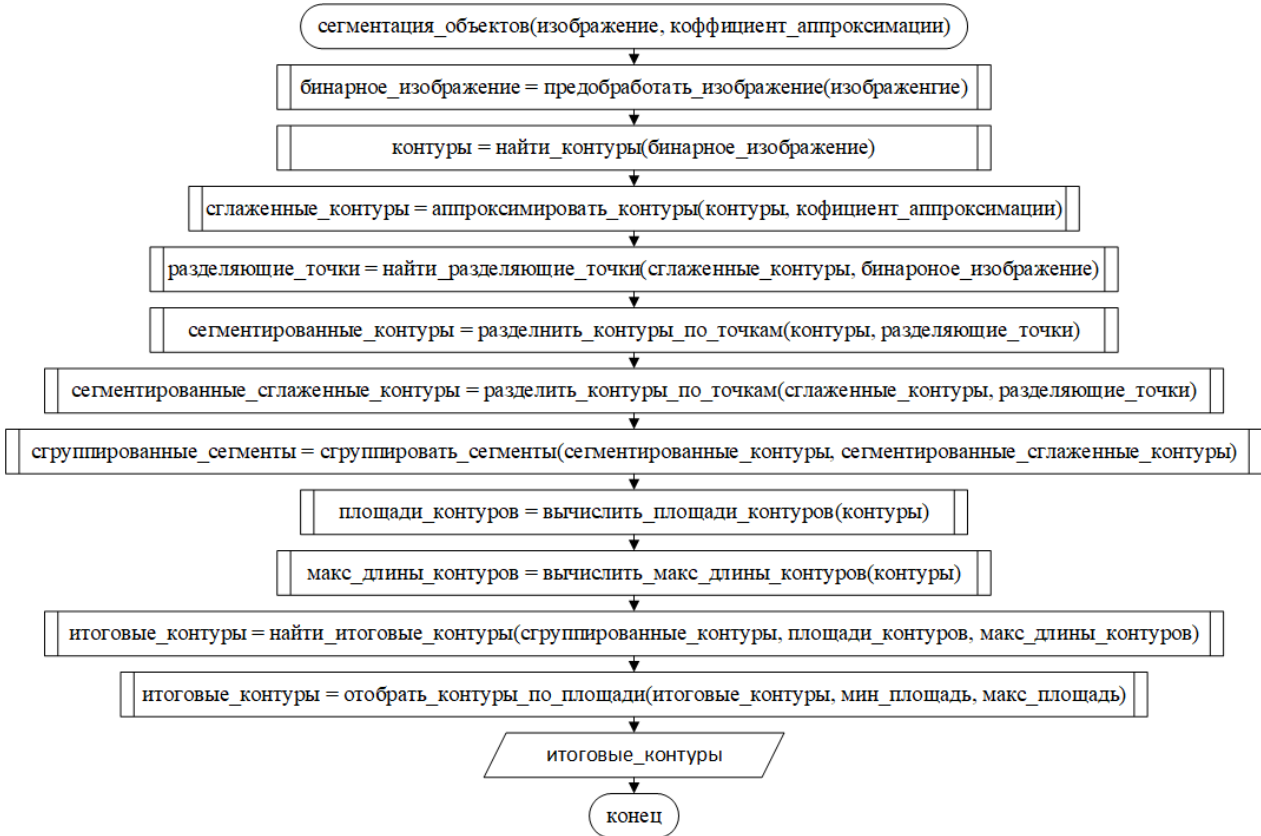 сегментация_объектов(изображение, коффициент_аппроксимации)
бинарное_изображение = предобработать_изображение(изображенгие)
контуры = найти_контуры(бинарное_изображение)
сглаженные_контуры = аппроксимировать_контуры(контуры, кофициент_аппроксимации)
разделяющие_точки = найти_разделяющие_точки(сглаженные_контуры, бинароное_изображение)
сегментированные_контуры = разделнить_контуры_по_точкам(контуры, разделяющие_точки)
сегментированные_сглаженные_контуры = разделить_контуры_по_точкам(сглаженные_контуры, разделяющие_точки)
сгруппированные_сегменты = сгруппировать_сегменты(сегментированные_контуры, сегментированные_сглаженные_контуры)
площади_контуров = вычислить_площади_контуров(контуры)
макс_длины_контуров = вычислить_макс_длины_контуров(контуры)
итоговые_контуры = найти_итоговые_контуры(сгруппированные_контуры, площади_контуров, макс_длины_контуров)
итоговые_контуры = отобрать_контуры_по_площади(итоговые_контуры, мин_площадь, макс_площадь)
итоговые_контуры
конец